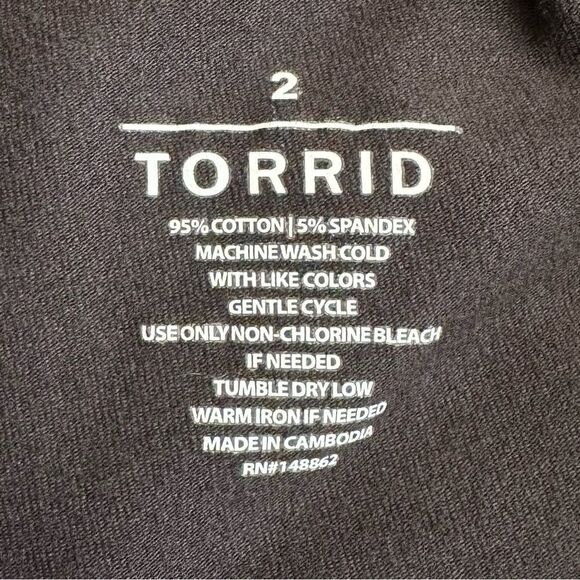 2
TORRID
95% COTTON | 5% SPANDEX
MACHINE WASH COLD
WITH LIKE COLORS
GENTLE CYCLE
USE ONLY NON-CHLORINE BLEACH
IF NEEDED
TUMBLE DRY LOW
WARM IRON IF NEEDED
MADE IN CAMBODIA
RN#148862